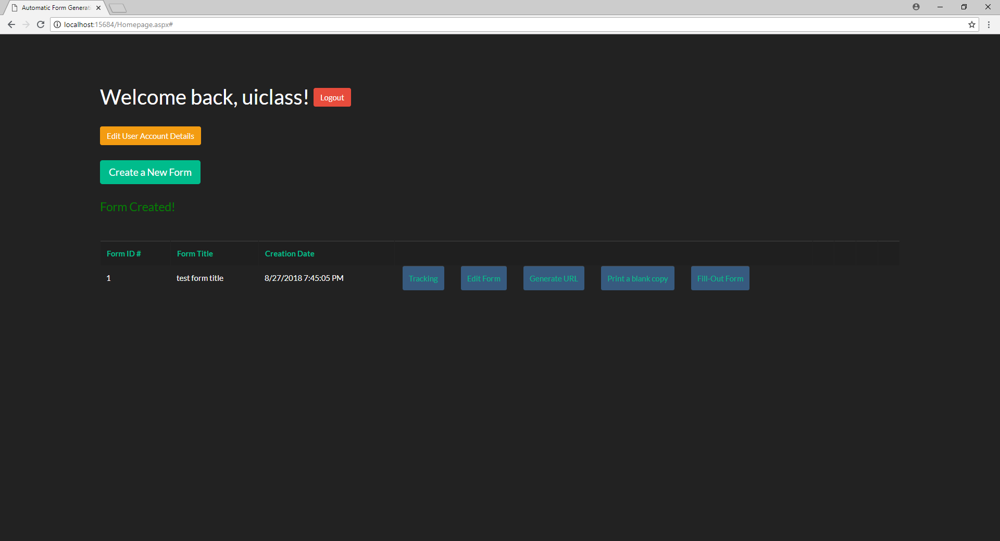 Automatic Form Generat
localhost:15684/Homepage.aspx#
Welcome back, uiclass! Logout
Edit User Account Details
Create a New Form
Form Created!
Form ID # Form Title Creation Date
1 test form title 8/27/2018 7:45:05 PM Tracking Edit Form Generate URL Print a blank copy Fill-Out Form